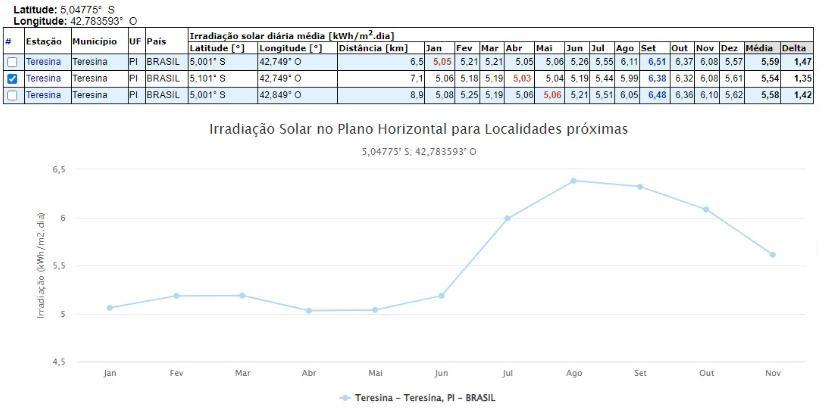 Latitude: 5,04775° S
Longitude: 42,783593° O
# Estação Município UF País Irradiação solar diária média [kWh/m².dia]
Latitude [°] Longitude [°] Distância [km] Jan Fev Mar Abr Mai Jun Jul Ago Set Out Nov Dez Média Delta
Teresina Teresina PI BRASIL 5,001° S 42,749° O 6,5 5,05 5,21 5,21 5,05 5,06 5,26 5,55 6,11 6,51 6,37 6,08 5,57 5,59 1,47
Teresina Teresina PI BRASIL 5,101° S 42,749° O 7,1 5,06 5,18 5,19 5,03 5,04 5,19 5,44 5,99 6,38 6,32 6,08 5,61 5,54 1,35
Teresina Teresina PI BRASIL 5,001° S 42,849° O 8,9 5,08 5,25 5,19 5,06 5,06 5,21 5,51 6,05 6,48 6,36 6,10 5,62 5,58 1,42
Irradiação Solar no Plano Horizontal para Localidades próximas
5,04775° S; 42,783593° O
Irradiação (kWh/m2.dia)
6,5
6
5,5
5
4,5
Jan Fev Mar Abr Mai Jun Jul Ago Set Out Nov
Teresina - Teresina, PI - BRASIL